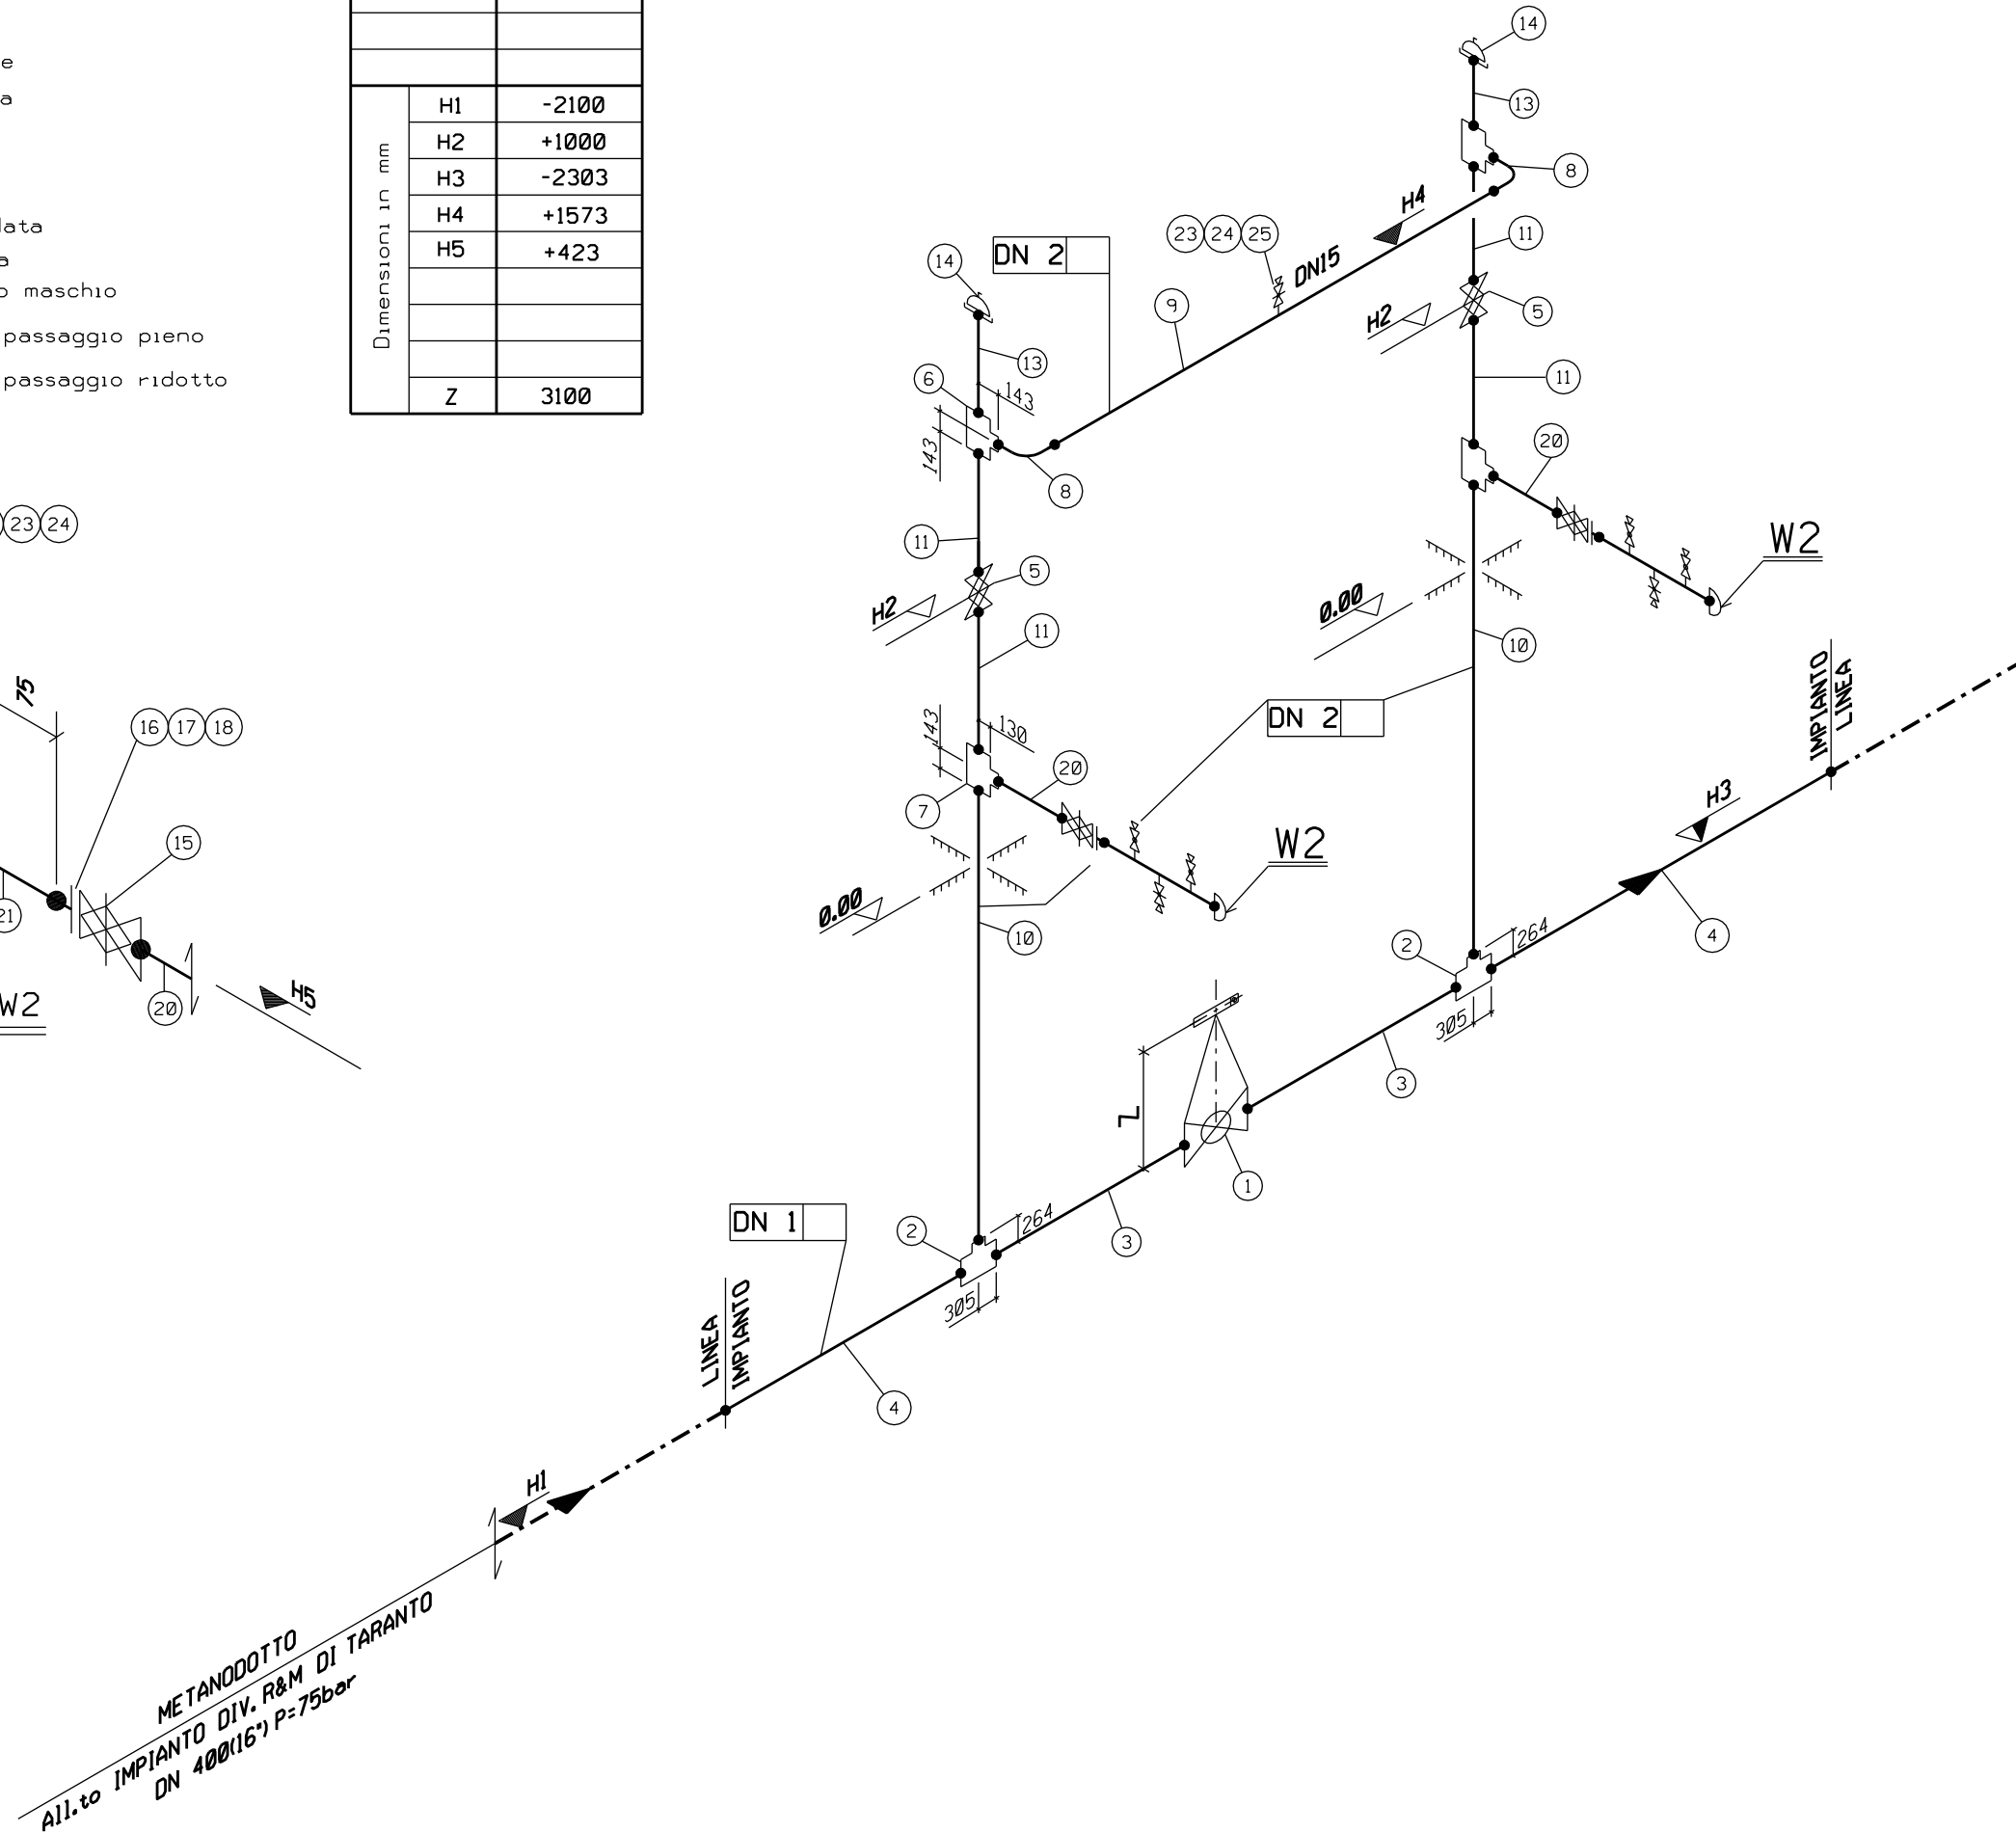 e
a
data
a
o maschio
passaggio pieno
passaggio ridotto
Dimensioni in mm
H1 -2100
H2 +1000
H3 -2303
H4 +1573
H5 +423
Z 3100
23 24
75
16 17 18
15
21
20
W2
H5
14
13
8
H4
23 24 25
DN15
11
DN 2
14
9
H2
5
13
6
143
143
11
20
8
11
5
H2
W2
0.00
11
10
143
130
20
DN 2
7
IMPIANTO
LINEA
H3
W2
0.00
10
2
264
4
305
Z
3
1
DN 1
2
264
3
305
LINEA
IMPIANTO
4
H1
METANODOTTO
All.to IMPIANTO DIV. R&M DI TARANTO
DN 400(16") P=75bar